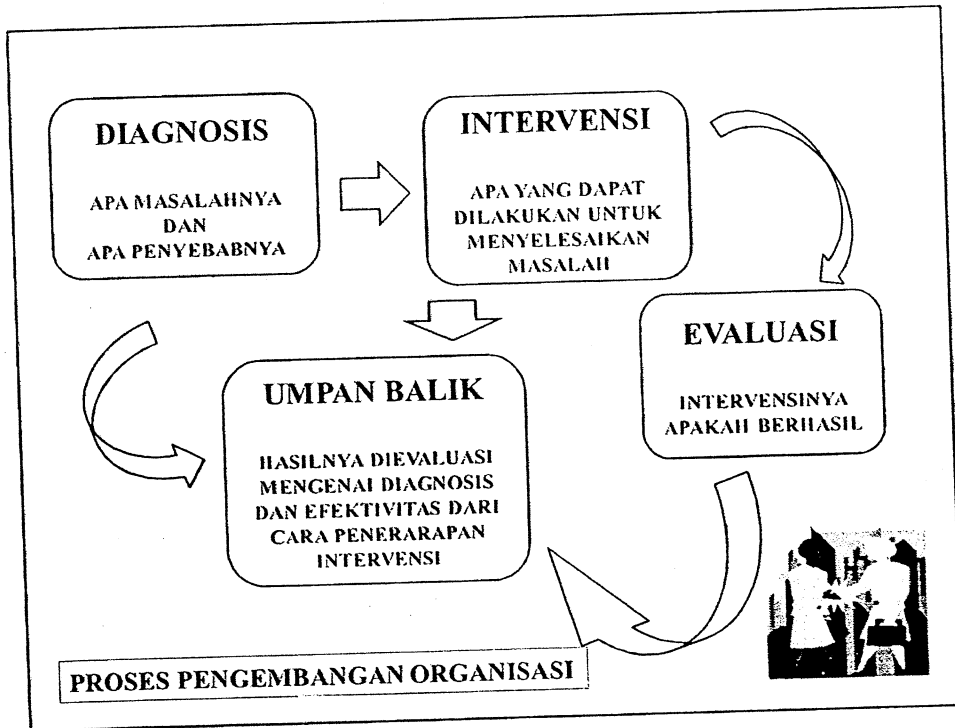 DIAGNOSIS
APA MASALAHNYA
DAN
APA PENYEBABNYA
INTERVENSI
APA YANG DAPAT
DILAKUKAN UNTUK
MENYELESAIKAN
MASALAH
EVALUASI
INTERVENSINYA
APAKAH BERHASIL
UMPAN BALIK
HASILNYA DIEVALUASI
MENGENAI DIAGNOSIS
DAN EFEKTIVITAS DARI
CARA PENERARAPAN
INTERVENSI
PROSES PENGEMBANGAN ORGANISASI